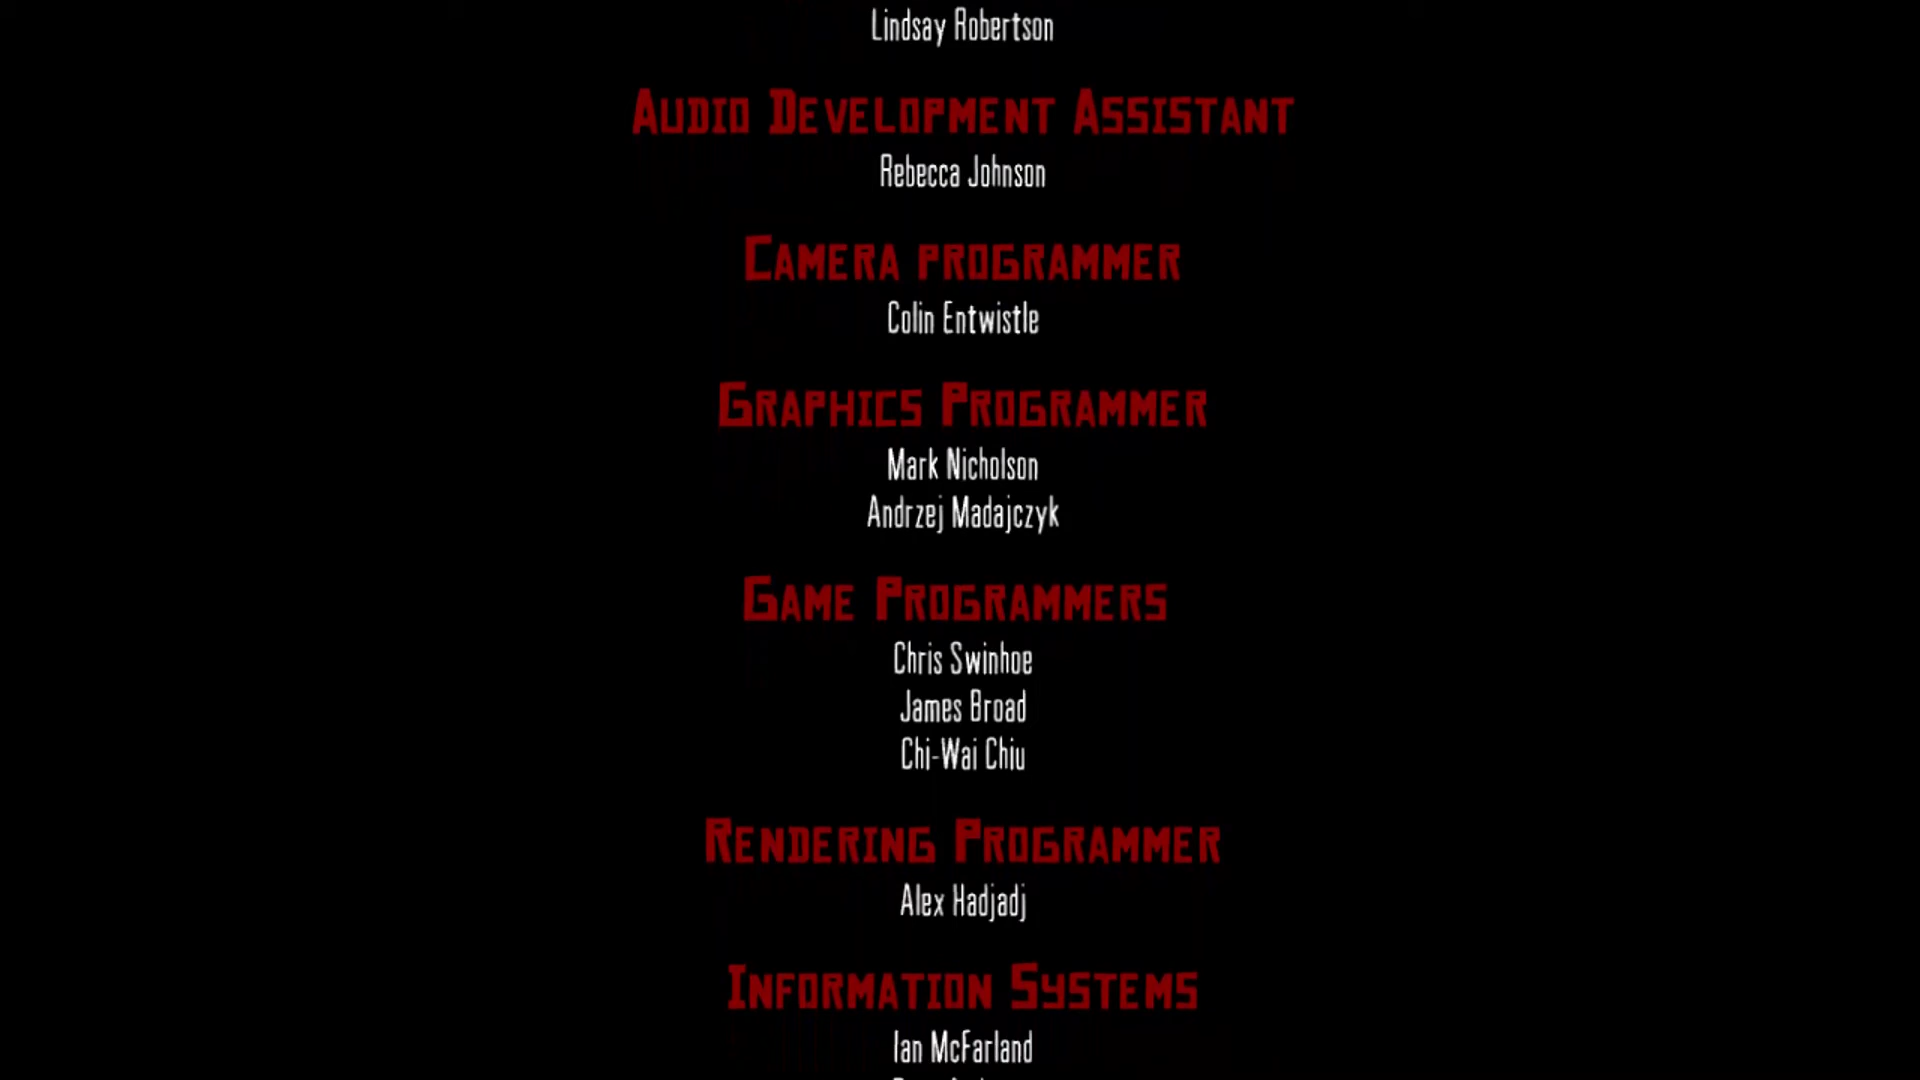 Lindsay Robertson
Audio Development Assistant
Rebecca Johnson
Camera programmer
Colin Entwistle
Graphics Programmer
Mark Nicholson
Andrzej Madajczyk
Game Programmers
Chris Swinhoe
James Broad
Chi-Wai Chiu
Rendering Programmer
Alex Hadjadj
Information Systems
Ian McFarland